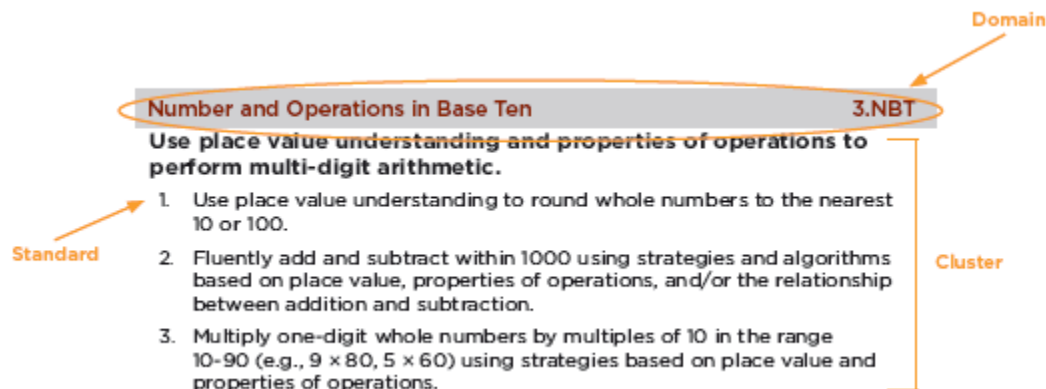 Domain
Number and Operations in Base Ten 3.NBT
Use place value understanding and properties of operations to
perform multi-digit arithmetic.
1. Use place value understanding to round whole numbers to the nearest
10 or 100.
Standard
2. Fluently add and subtract within 1000 using strategies and algorithms
based on place value, properties of operations, and/or the relationship
between addition and subtraction.
Cluster
3. Multiply one-digit whole numbers by multiples of 10 in the range
10-90 (e.g., 9 × 80, 5 × 60) using strategies based on place value and
properties of operations.